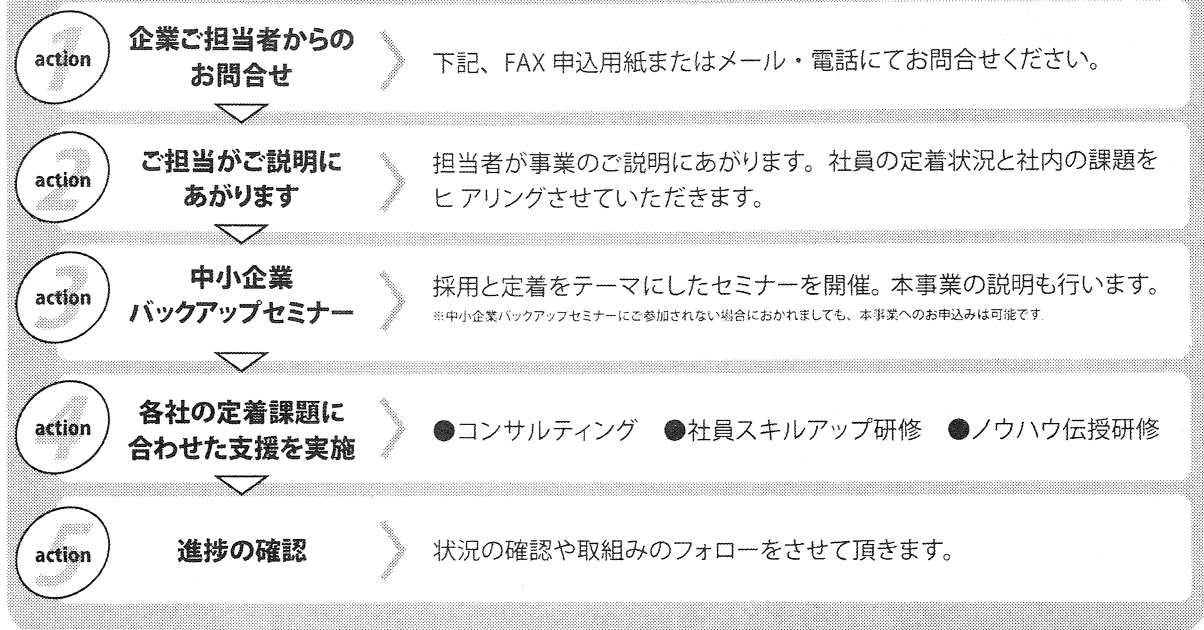 1
action
企業ご担当者からの
お問合せ
下記、FAX 申込用紙またはメール・電話にてお問合せください。
2
action
ご担当がご説明に
あがります
担当者が事業のご説明にあがります。社員の定着状況と社内の課題を
ヒ アリングさせていただきます。
3
action
中小企業
バックアップセミナー
採用と定着をテーマにしたセミナーを開催。本事業の説明も行います。
※中小企業バックアップセミナーにご参加されない場合におかれましても、本事業へのお申込みは可能です.
4
action
各社の定着課題に
合わせた支援を実施
●コンサルティング ●社員スキルアップ研修 ●ノウハウ伝授研修
5
action
進捗の確認
状況の確認や取組みのフォローをさせて頂きます。